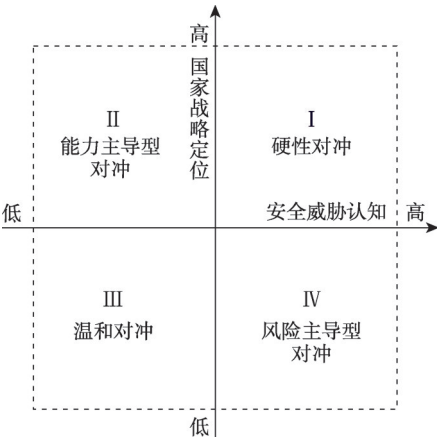 高
国家战略定位
Ⅱ
能力主导型
对冲
Ⅰ
硬性对冲
低
安全威胁认知
高
Ⅲ
温和对冲
Ⅳ
风险主导型
对冲
低